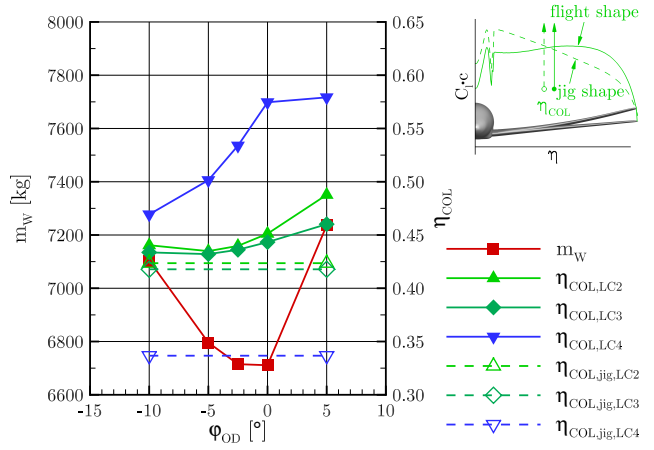 8000
7800
7600
7400
7200
7000
6800
6600
m_W [kg]
-15
-10
-5
0
5
10
φ_OD [°]
0.65
0.60
0.55
0.50
0.45
0.40
0.35
0.30
η_COL
flight shape
jig shape
η_COL
C_l·c
η
m_W
η_COL,LC2
η_COL,LC3
η_COL,LC4
η_COL,jig,LC2
η_COL,jig,LC3
η_COL,jig,LC4